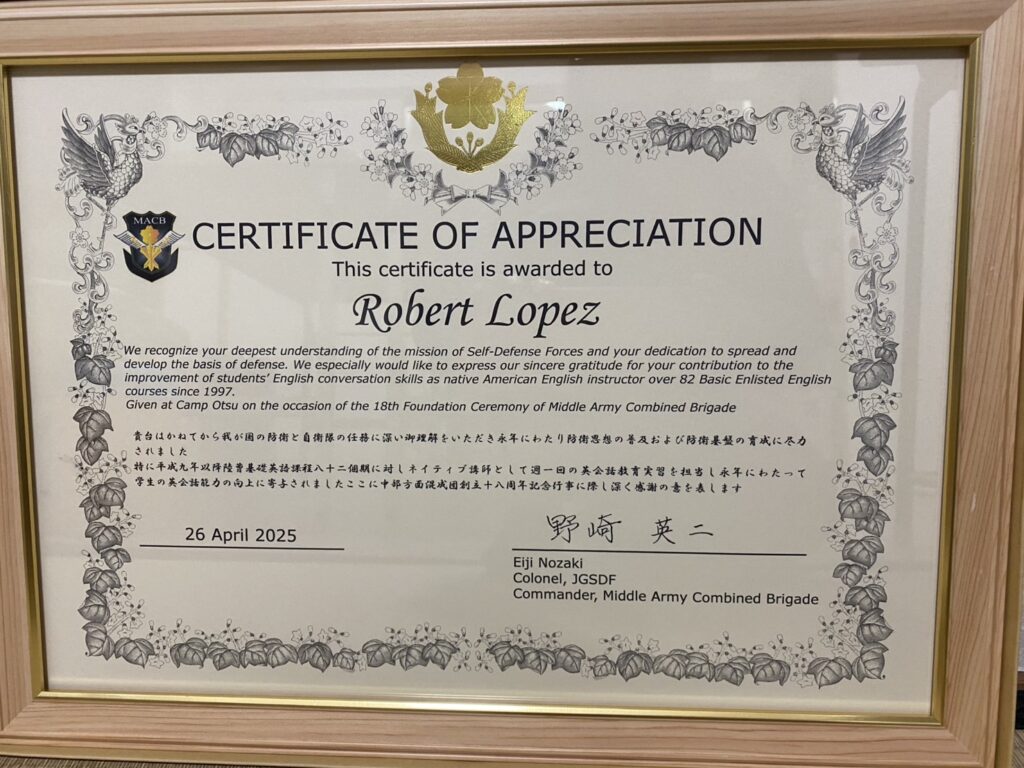 MACB
CERTIFICATE OF APPRECIATION
This certificate is awarded to
Robert Lopez
We recognize your deepest understanding of the mission of Self-Defense Forces and your dedication to spread and
develop the basis of defense. We especially would like to express our sincere gratitude for your contribution to the
improvement of students' English conversation skills as native American English instructor over 82 Basic Enlisted English
courses since 1997.
Given at Camp Otsu on the occasion of the 18th Foundation Ceremony of Middle Army Combined Brigade
貴台はかねてから我が国の防衛と自衛隊の任務に深い御理解をいただき永年にわたり防衛思想の普及および防衛基盤の育成に尽力
されました
特に平成九年以降陸曹基礎英語課程八十二個期に対しネイティブ講師として週一回の英会話教育実習を担当し永年にわたって
学生の英会話能力の向上に寄与されましたここに中部方面混成団創立十八周年記念行事に際し深く感謝の意を表します
26 April 2025
野崎 英二
Eiji Nozaki
Colonel, JGSDF
Commander, Middle Army Combined Brigade